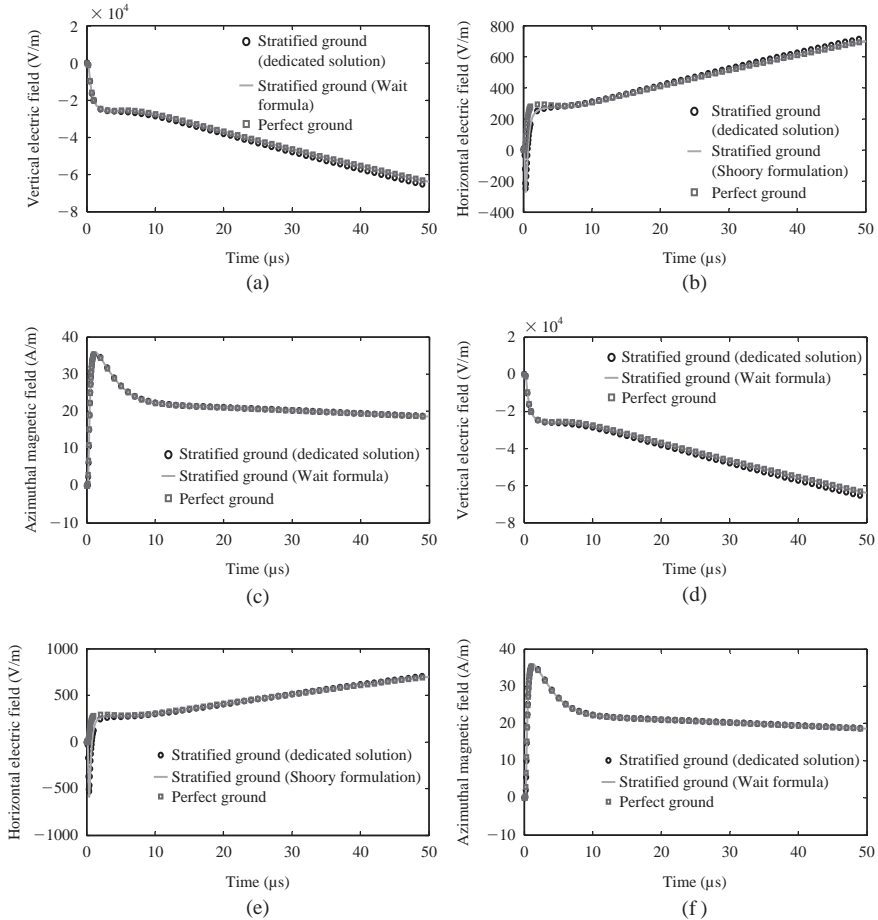 × 10⁴
2
0
−2
−4
−6
−8
0 10 20 30 40 50
Vertical electric field (V/m)
Stratified ground
(dedicated solution)
Stratified ground (Wait
formula)
Perfect ground
Time (µs)
(a)
800
600
400
200
0
−200
−400
0 10 20 30 40 50
Horizontal electric field (V/m)
Stratified ground
(dedicated solution)
Stratified ground
(Shoory formulation)
Perfect ground
Time (µs)
(b)
40
30
20
10
0
−10
0 10 20 30 40 50
Azimuthal magnetic field (A/m)
Stratified ground (dedicated solution)
Stratified ground (Wait formula)
Perfect ground
Time (µs)
(c)
× 10⁴
2
0
−2
−4
−6
−8
0 10 20 30 40 50
Vertical electric field (V/m)
Stratified ground (dedicated solution)
Stratified ground (Wait formula)
Perfect ground
Time (µs)
(d)
1000
500
0
−500
−1000
0 10 20 30 40 50
Horizontal electric field (V/m)
Stratified ground (dedicated solution)
Stratified ground (Shoory formulation)
Perfect ground
Time (µs)
(e)
40
30
20
10
0
−10
0 10 20 30 40 50
Azimuthal magnetic field (A/m)
Stratified ground (dedicated solution)
Stratified ground (Wait formula)
Perfect ground
Time (µs)
(f)